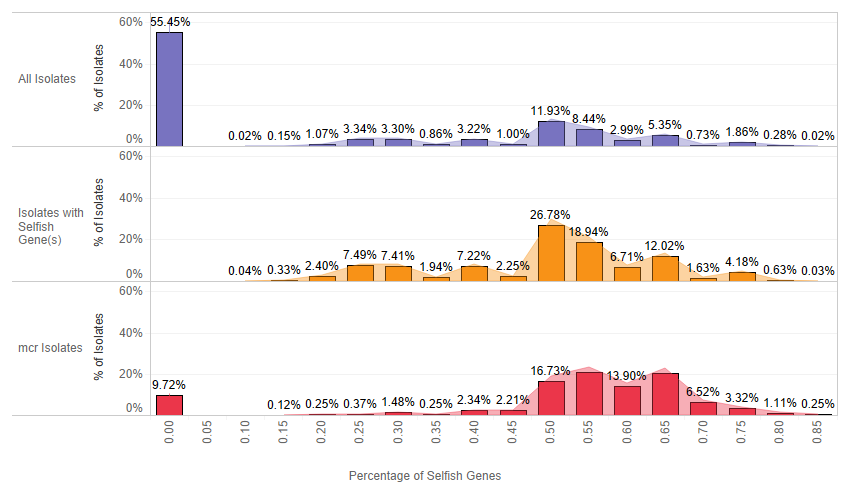 60%
55.45%
40%
20%
0%
All Isolates
% of Isolates
0.02% 0.15% 1.07% 3.34% 3.30% 0.86% 3.22% 1.00% 11.93% 8.44% 2.99% 5.35% 0.73% 1.86% 0.28% 0.02%
60%
40%
20%
0%
Isolates with
Selfish
Gene(s)
% of Isolates
0.04% 0.33% 2.40% 7.49% 7.41% 1.94% 7.22% 2.25% 26.78% 18.94% 6.71% 12.02% 1.63% 4.18% 0.63% 0.03%
60%
40%
20%
0%
mcr Isolates
% of Isolates
9.72% 0.12% 0.25% 0.37% 1.48% 0.25% 2.34% 2.21% 16.73% 13.90% 6.52% 3.32% 1.11% 0.25%
0.00 0.05 0.10 0.15 0.20 0.25 0.30 0.35 0.40 0.45 0.50 0.55 0.60 0.65 0.70 0.75 0.80 0.85
Percentage of Selfish Genes